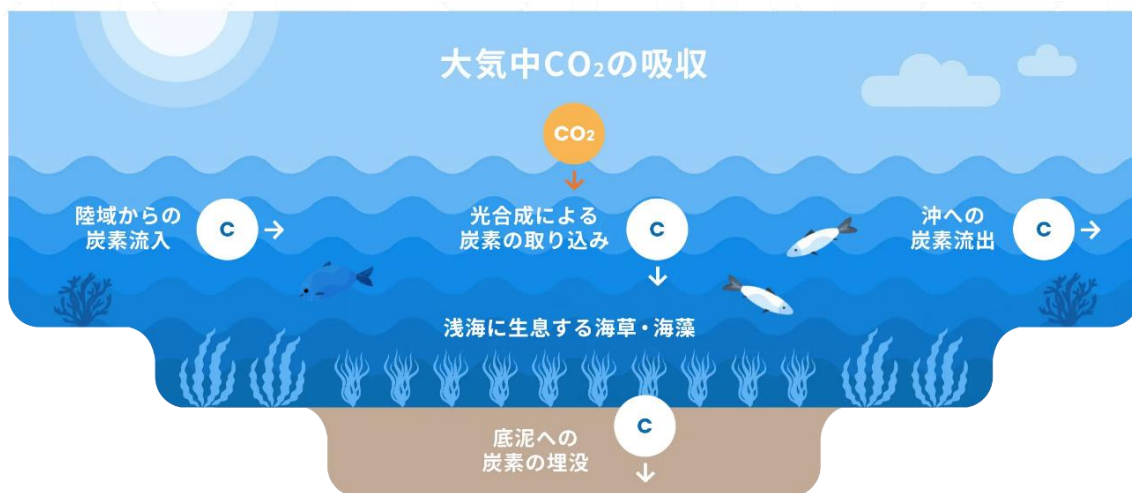 大気中CO₂の吸収
CO₂
陸域からの
炭素流入
C
光合成による
炭素の取り込み
C
沖への
炭素流出
C
浅海に生息する海草・海藻
底泥への
炭素の埋没
C